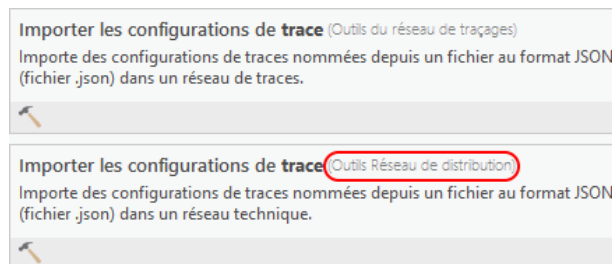 Importer les configurations de trace (Outils du réseau de traçages)
Importe des configurations de traces nommées depuis un fichier au format JSON
(fichier .json) dans un réseau de traces.
Importer les configurations de trace (Outils Réseau de distribution)
Importe des configurations de traces nommées depuis un fichier au format JSON
(fichier .json) dans un réseau technique.